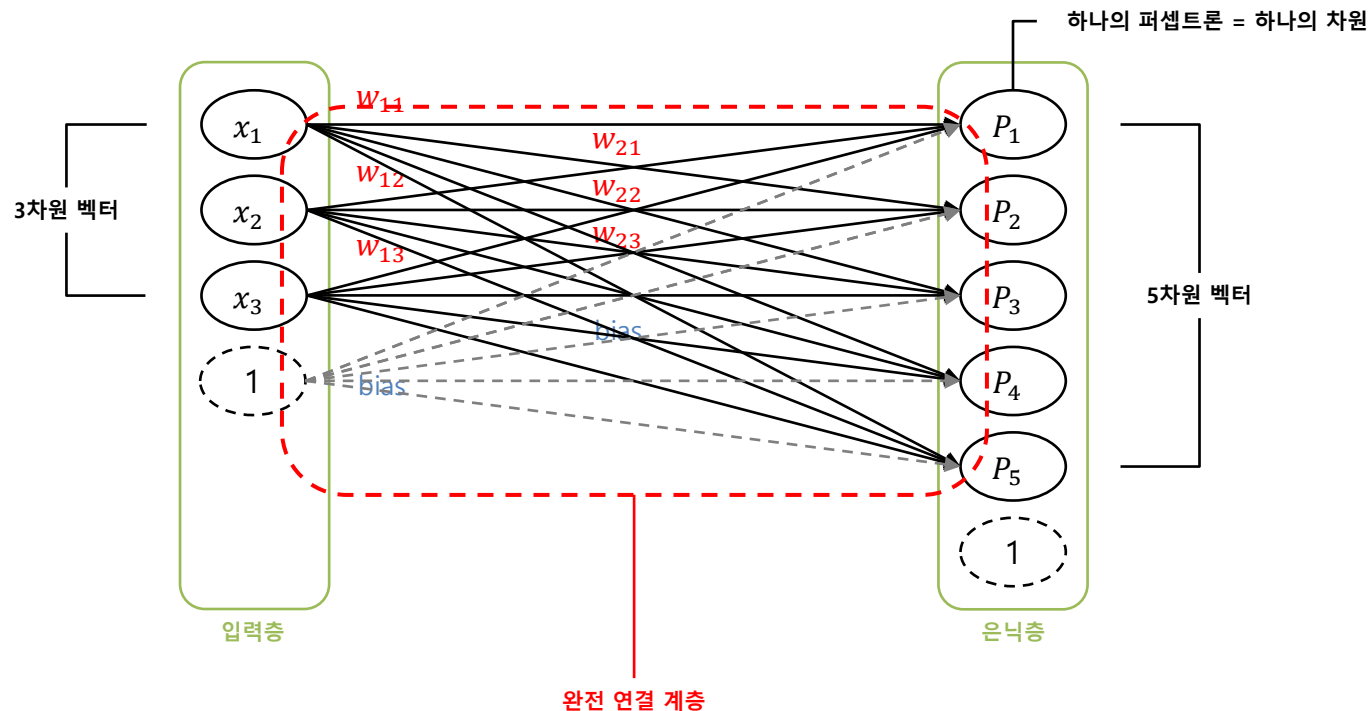 하나의 퍼셉트론 = 하나의 차원
w₁₁
x₁
P₁
w₂₁
w₁₂
w₂₂
3차원 벡터
x₂
P₂
w₁₃
w₂₃
x₃
P₃
5차원 벡터
bias
1
bias
P₄
P₅
1
입력층
은닉층
완전 연결 계층